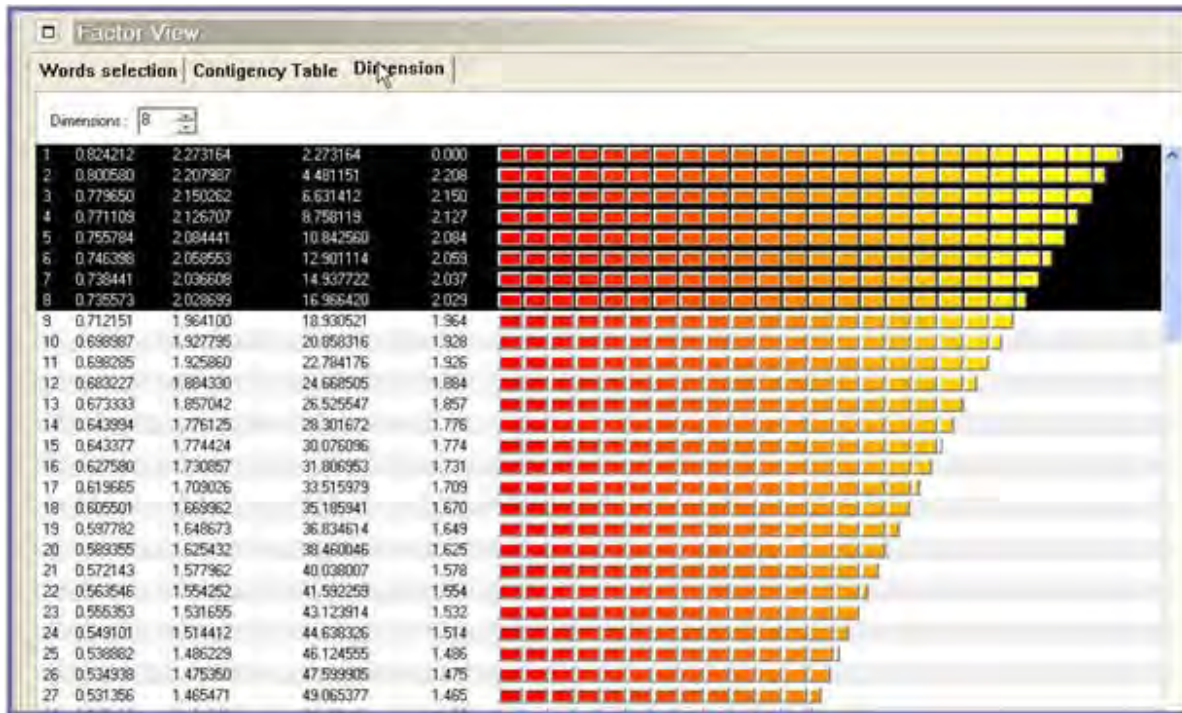 Factor View
Words selection Contigency Table Dimension
Dimensions : 8
1 0.824212 2.273164 2.273164 0.000
2 0.800580 2.207987 4.481151 2.208
3 0.779650 2.150262 6.631412 2.150
4 0.771109 2.126707 8.758119 2.127
5 0.755784 2.084441 10.842560 2.084
6 0.746398 2.058553 12.901114 2.059
7 0.738441 2.036608 14.937722 2.037
8 0.735573 2.028699 16.966420 2.029
9 0.712151 1.964100 18.930521 1.964
10 0.698987 1.927795 20.858316 1.928
11 0.698285 1.925860 22.784176 1.926
12 0.683227 1.884330 24.668505 1.884
13 0.673333 1.857042 26.525547 1.857
14 0.643994 1.776125 28.301672 1.776
15 0.643377 1.774424 30.076096 1.774
16 0.627580 1.730857 31.806953 1.731
17 0.619665 1.709026 33.515979 1.709
18 0.605501 1.669962 35.185941 1.670
19 0.597782 1.648673 36.834614 1.649
20 0.589355 1.625432 38.460046 1.625
21 0.572143 1.577962 40.038007 1.578
22 0.563546 1.554252 41.592259 1.554
23 0.555353 1.531655 43.123914 1.532
24 0.549101 1.514412 44.638326 1.514
25 0.538882 1.486229 46.124555 1.486
26 0.534938 1.475350 47.599905 1.475
27 0.531356 1.465471 49.065377 1.465